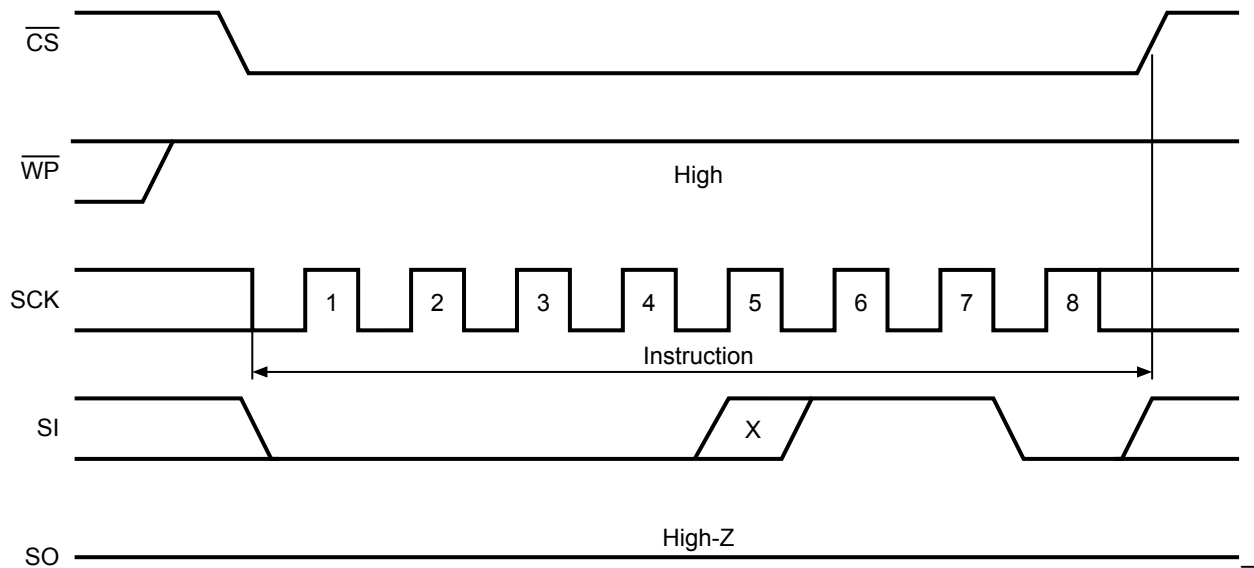 CS
WP
High
SCK
1 2 3 4 5 6 7 8
Instruction
SI
X
High-Z
SO